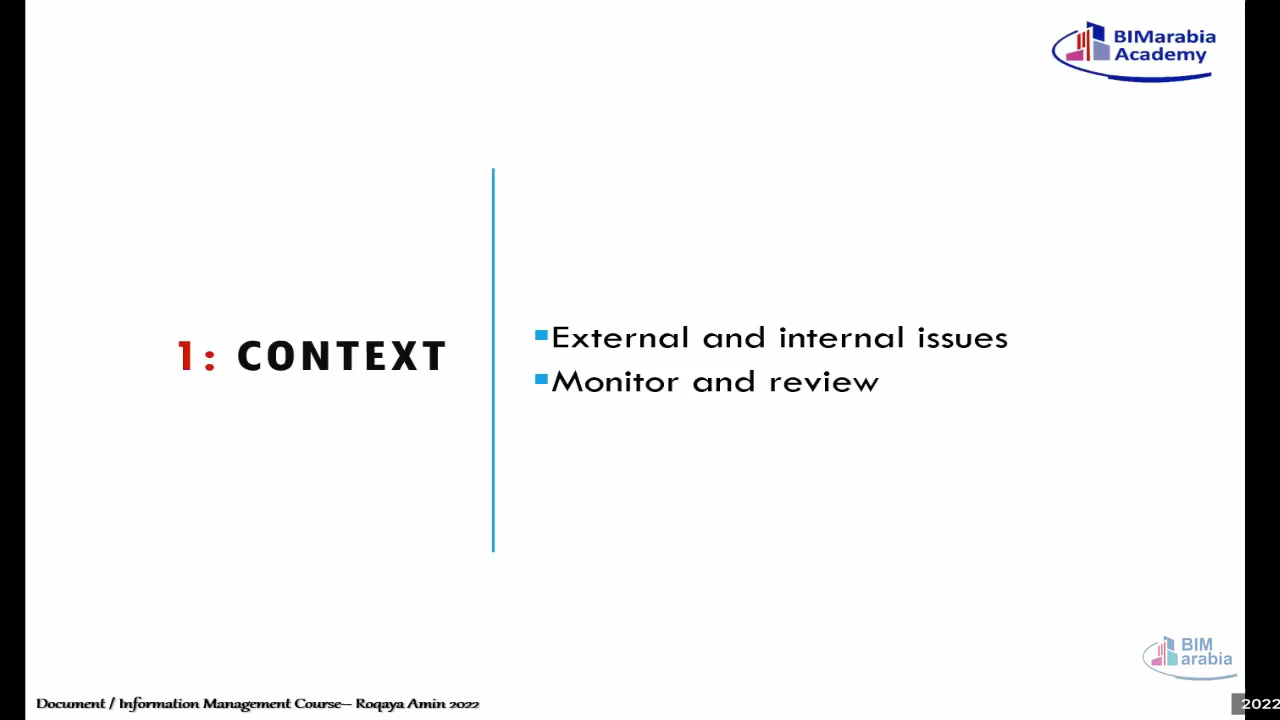 BIMarabia
Academy
1: CONTEXT
External and internal issues
Monitor and review
BIM
arabia
Document / Information Management Course– Roqaya Amin 2022
2022